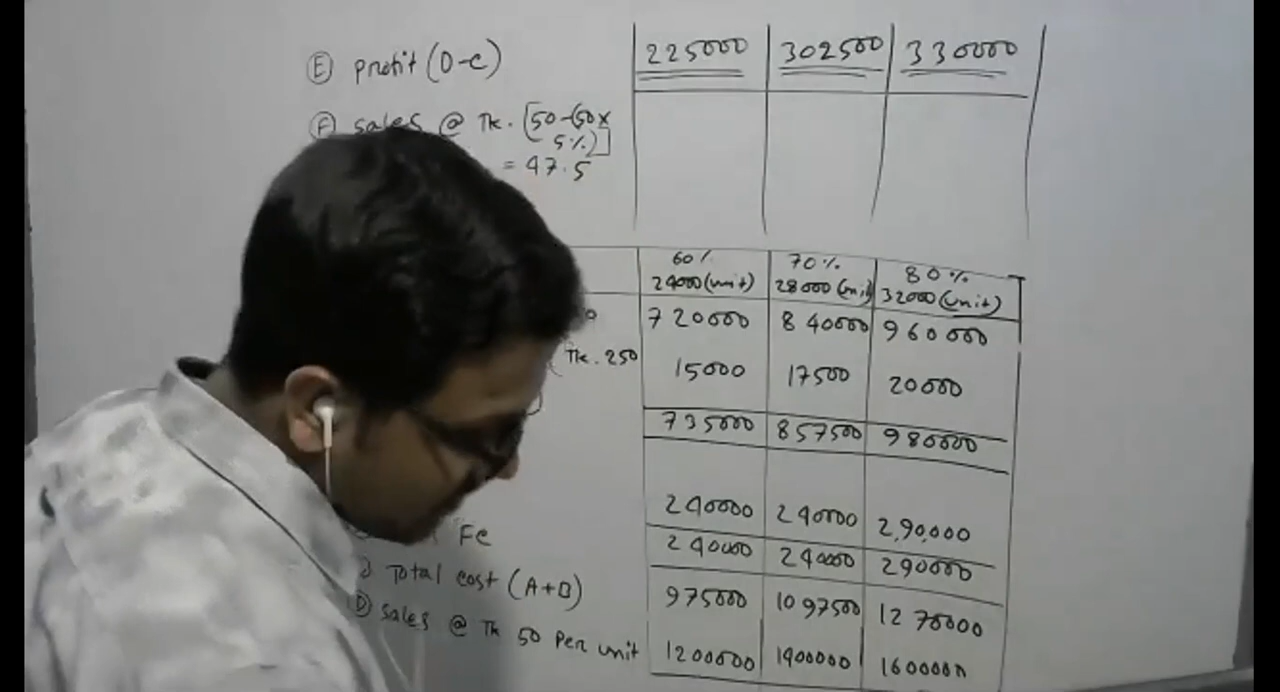 Ⓔ profit (D-C) 225000 302500 330000
Ⓕ sales @ Tk. [50-(50×
5%)]
= 47.5
60% 70% 80%
24000 (unit) 28000 (unit) 32000 (unit)
720000 840000 960000
(Tk. 250 15000 17500 20000
735000 857500 980000
240000 240000 2,90,000
Fc 240000 240000 290000
Total cost (A+B) 975000 1097500 1270000
Ⓓ sales @ Tk 50 per unit 1200000 1400000 1600000